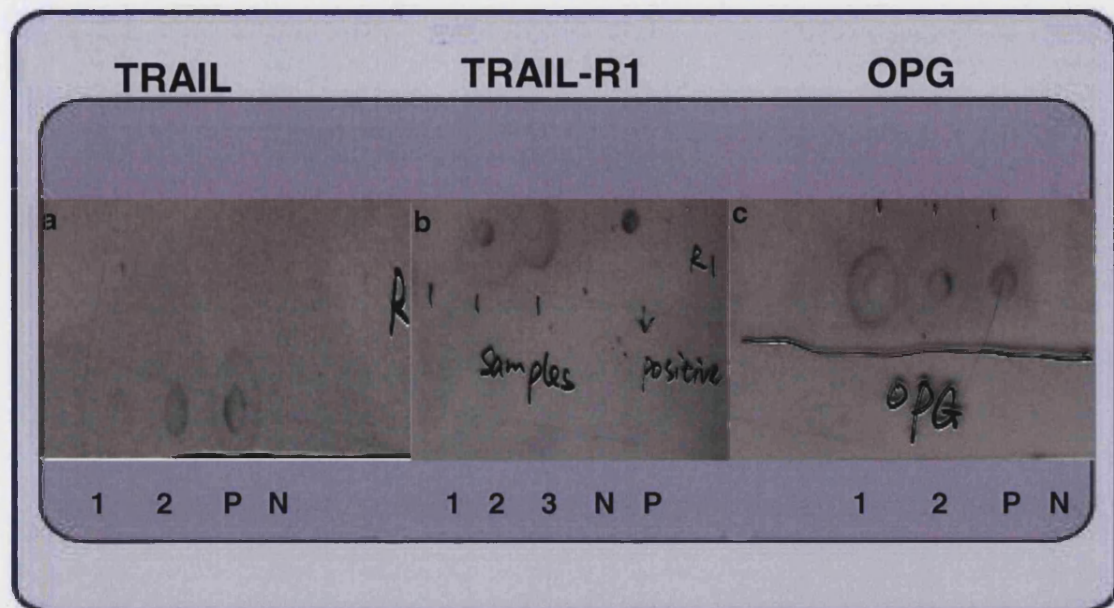 TRAIL TRAIL-R1 OPG
a b c
R R1
samples positive
OPG
1 2 P N 1 2 3 N P 1 2 P N